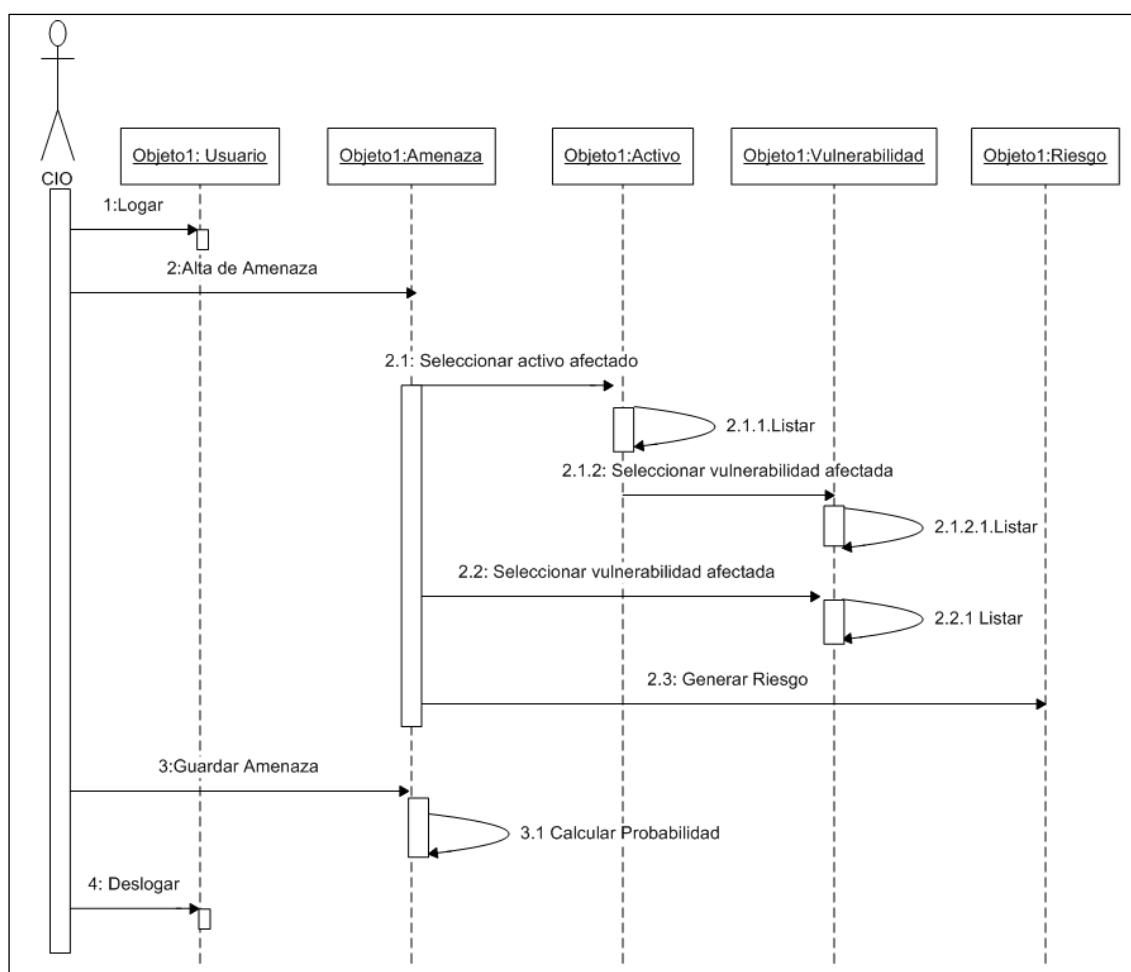 Objeto1: Usuario
Objeto1:Amenaza
Objeto1:Activo
Objeto1:Vulnerabilidad
Objeto1:Riesgo
CIO
1:Logar
2:Alta de Amenaza
2.1: Seleccionar activo afectado
2.1.1.Listar
2.1.2: Seleccionar vulnerabilidad afectada
2.1.2.1.Listar
2.2: Seleccionar vulnerabilidad afectada
2.2.1 Listar
2.3: Generar Riesgo
3:Guardar Amenaza
3.1 Calcular Probabilidad
4: Deslogar